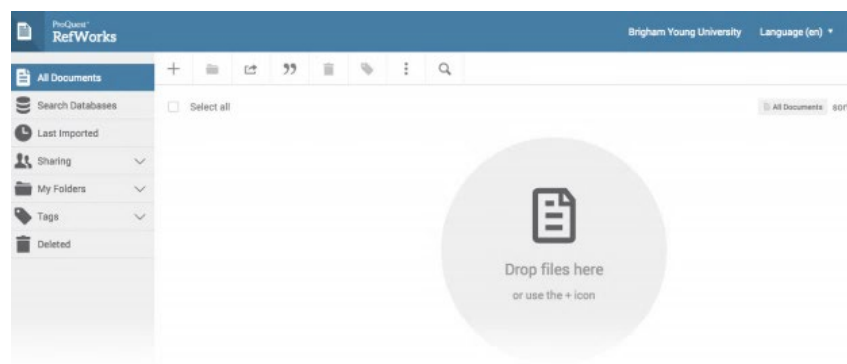 ProQuest®
RefWorks
Brigham Young University Language (en)
All Documents
Search Databases
Last Imported
Sharing
My Folders
Tags
Deleted
Select all
All Documents sor
Drop files here
or use the + icon